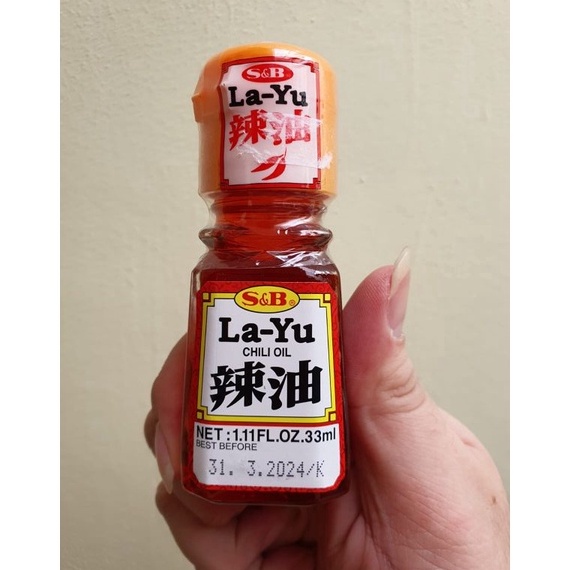 S&B
La-Yu
辣油
S&B®
La-Yu
CHILI OIL
辣油
NET:1.11FL.OZ.33ml
BEST BEFORE
31. 3.2024/K